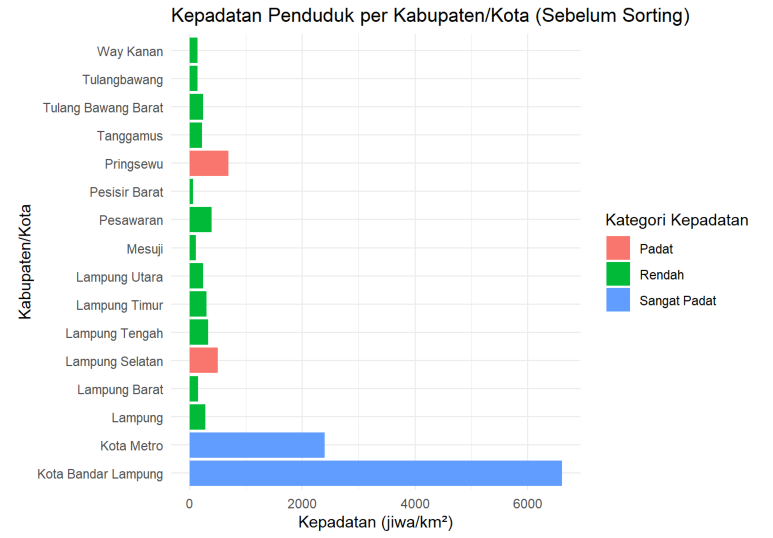 Kepadatan Penduduk per Kabupaten/Kota (Sebelum Sorting)
Kabupaten/Kota
Way Kanan
Tulangbawang
Tulang Bawang Barat
Tanggamus
Pringsewu
Pesisir Barat
Pesawaran
Mesuji
Lampung Utara
Lampung Timur
Lampung Tengah
Lampung Selatan
Lampung Barat
Lampung
Kota Metro
Kota Bandar Lampung
0 2000 4000 6000
Kepadatan (jiwa/km²)
Kategori Kepadatan
Padat
Rendah
Sangat Padat